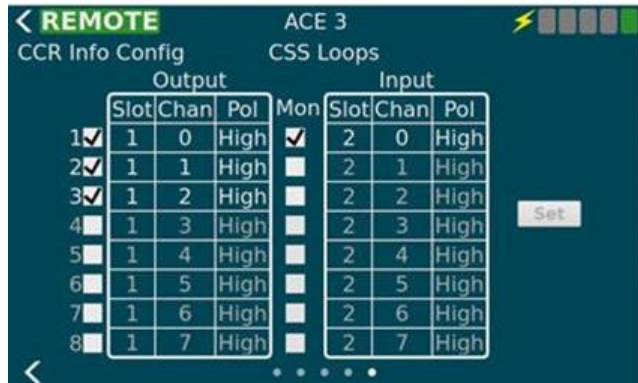 < REMOTE ACE 3
CCR Info Config CSS Loops
Output Input
Slot Chan Pol Mon Slot Chan Pol
1 1 0 High 2 0 High
2 1 1 High 2 1 High
3 1 2 High 2 2 High
4 1 3 High 2 3 High
Set
5 1 4 High 2 4 High
6 1 5 High 2 5 High
7 1 6 High 2 6 High
8 1 7 High 2 7 High
<